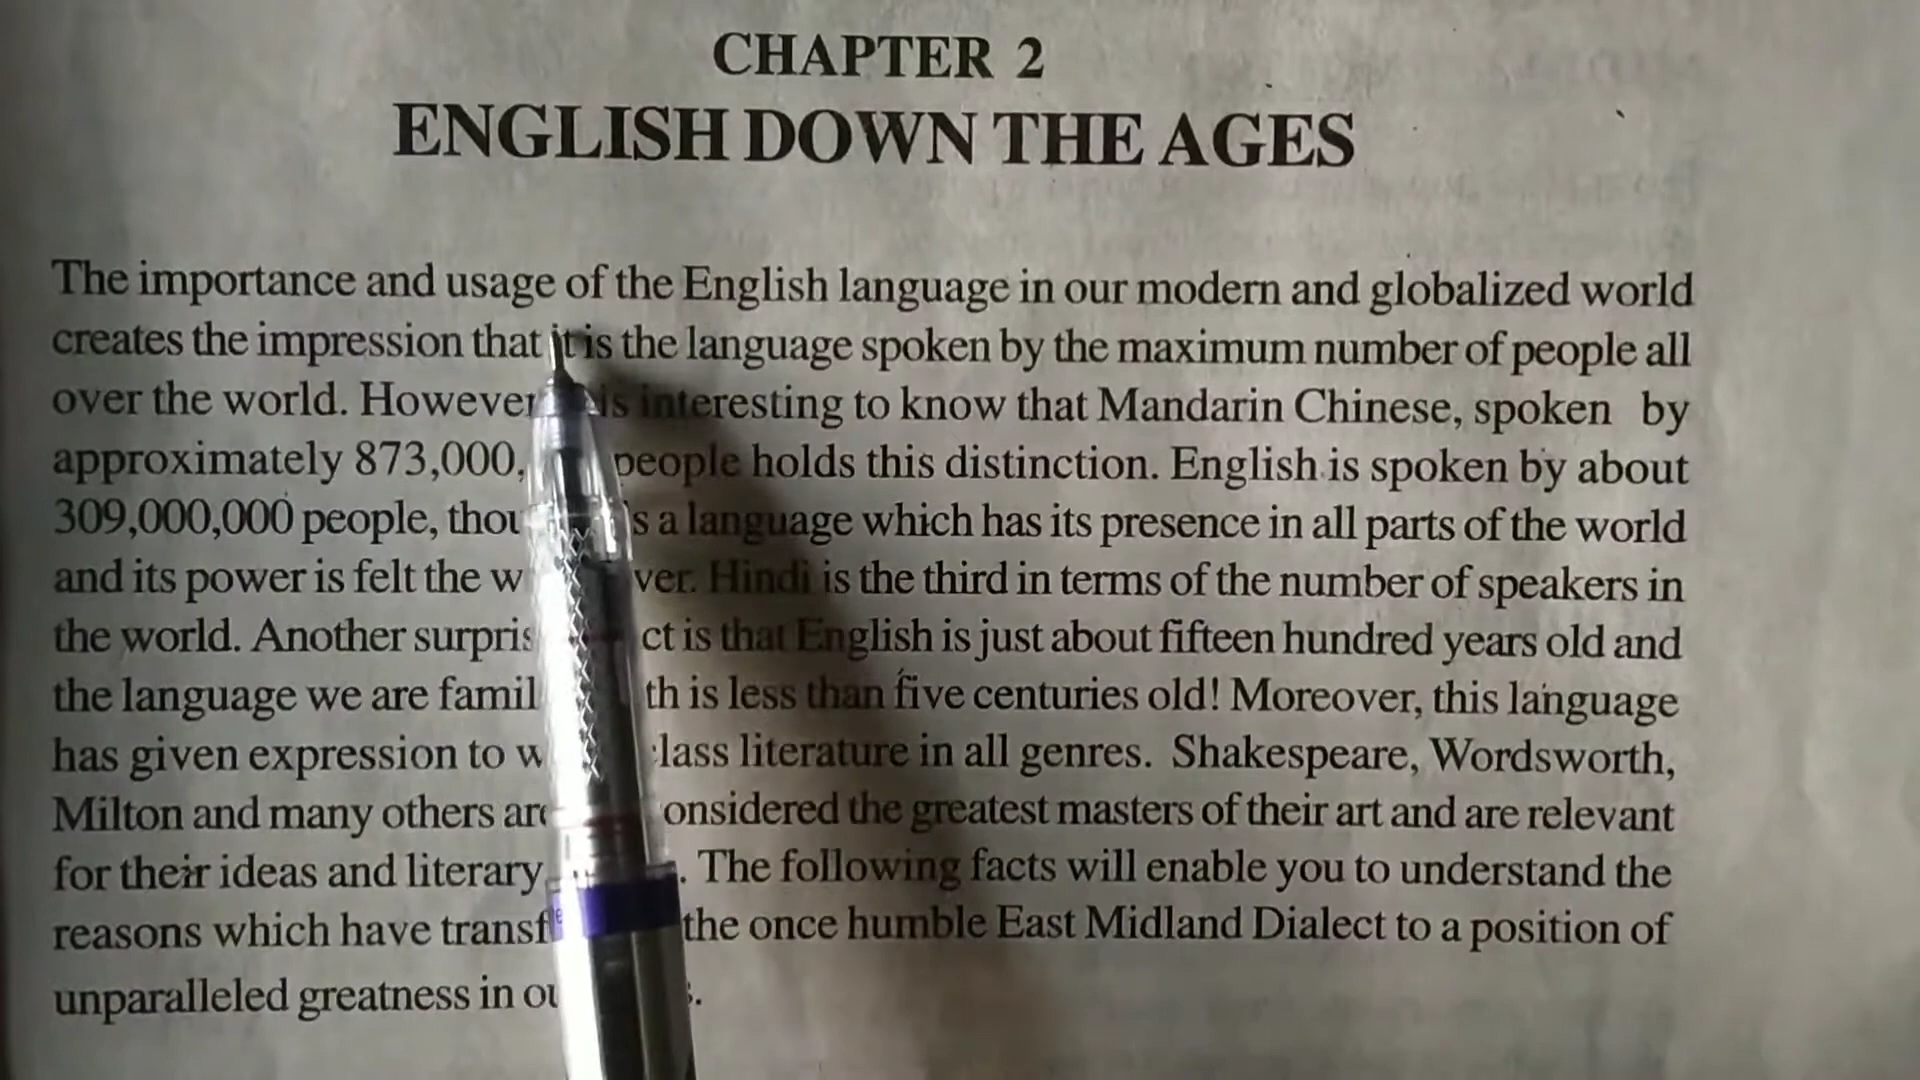 CHAPTER 2
ENGLISH DOWN THE AGES
The importance and usage of the English language in our modern and globalized world
creates the impression that it is the language spoken by the maximum number of people all
over the world. However is interesting to know that Mandarin Chinese, spoken by
approximately 873,000, people holds this distinction. English is spoken by about
309,000,000 people, a language which has its presence in all parts of the world
and its power is felt the Hindi is the third in terms of the number of speakers in
the world. Another is that English is just about fifteen hundred years old and
the language we are is less than five centuries old! Moreover, this language
has given expression to literature in all genres. Shakespeare, Wordsworth,
Milton and many others considered the greatest masters of their art and are relevant
for their ideas and literary The following facts will enable you to understand the
reasons which have the once humble East Midland Dialect to a position of
unparalleled greatness in